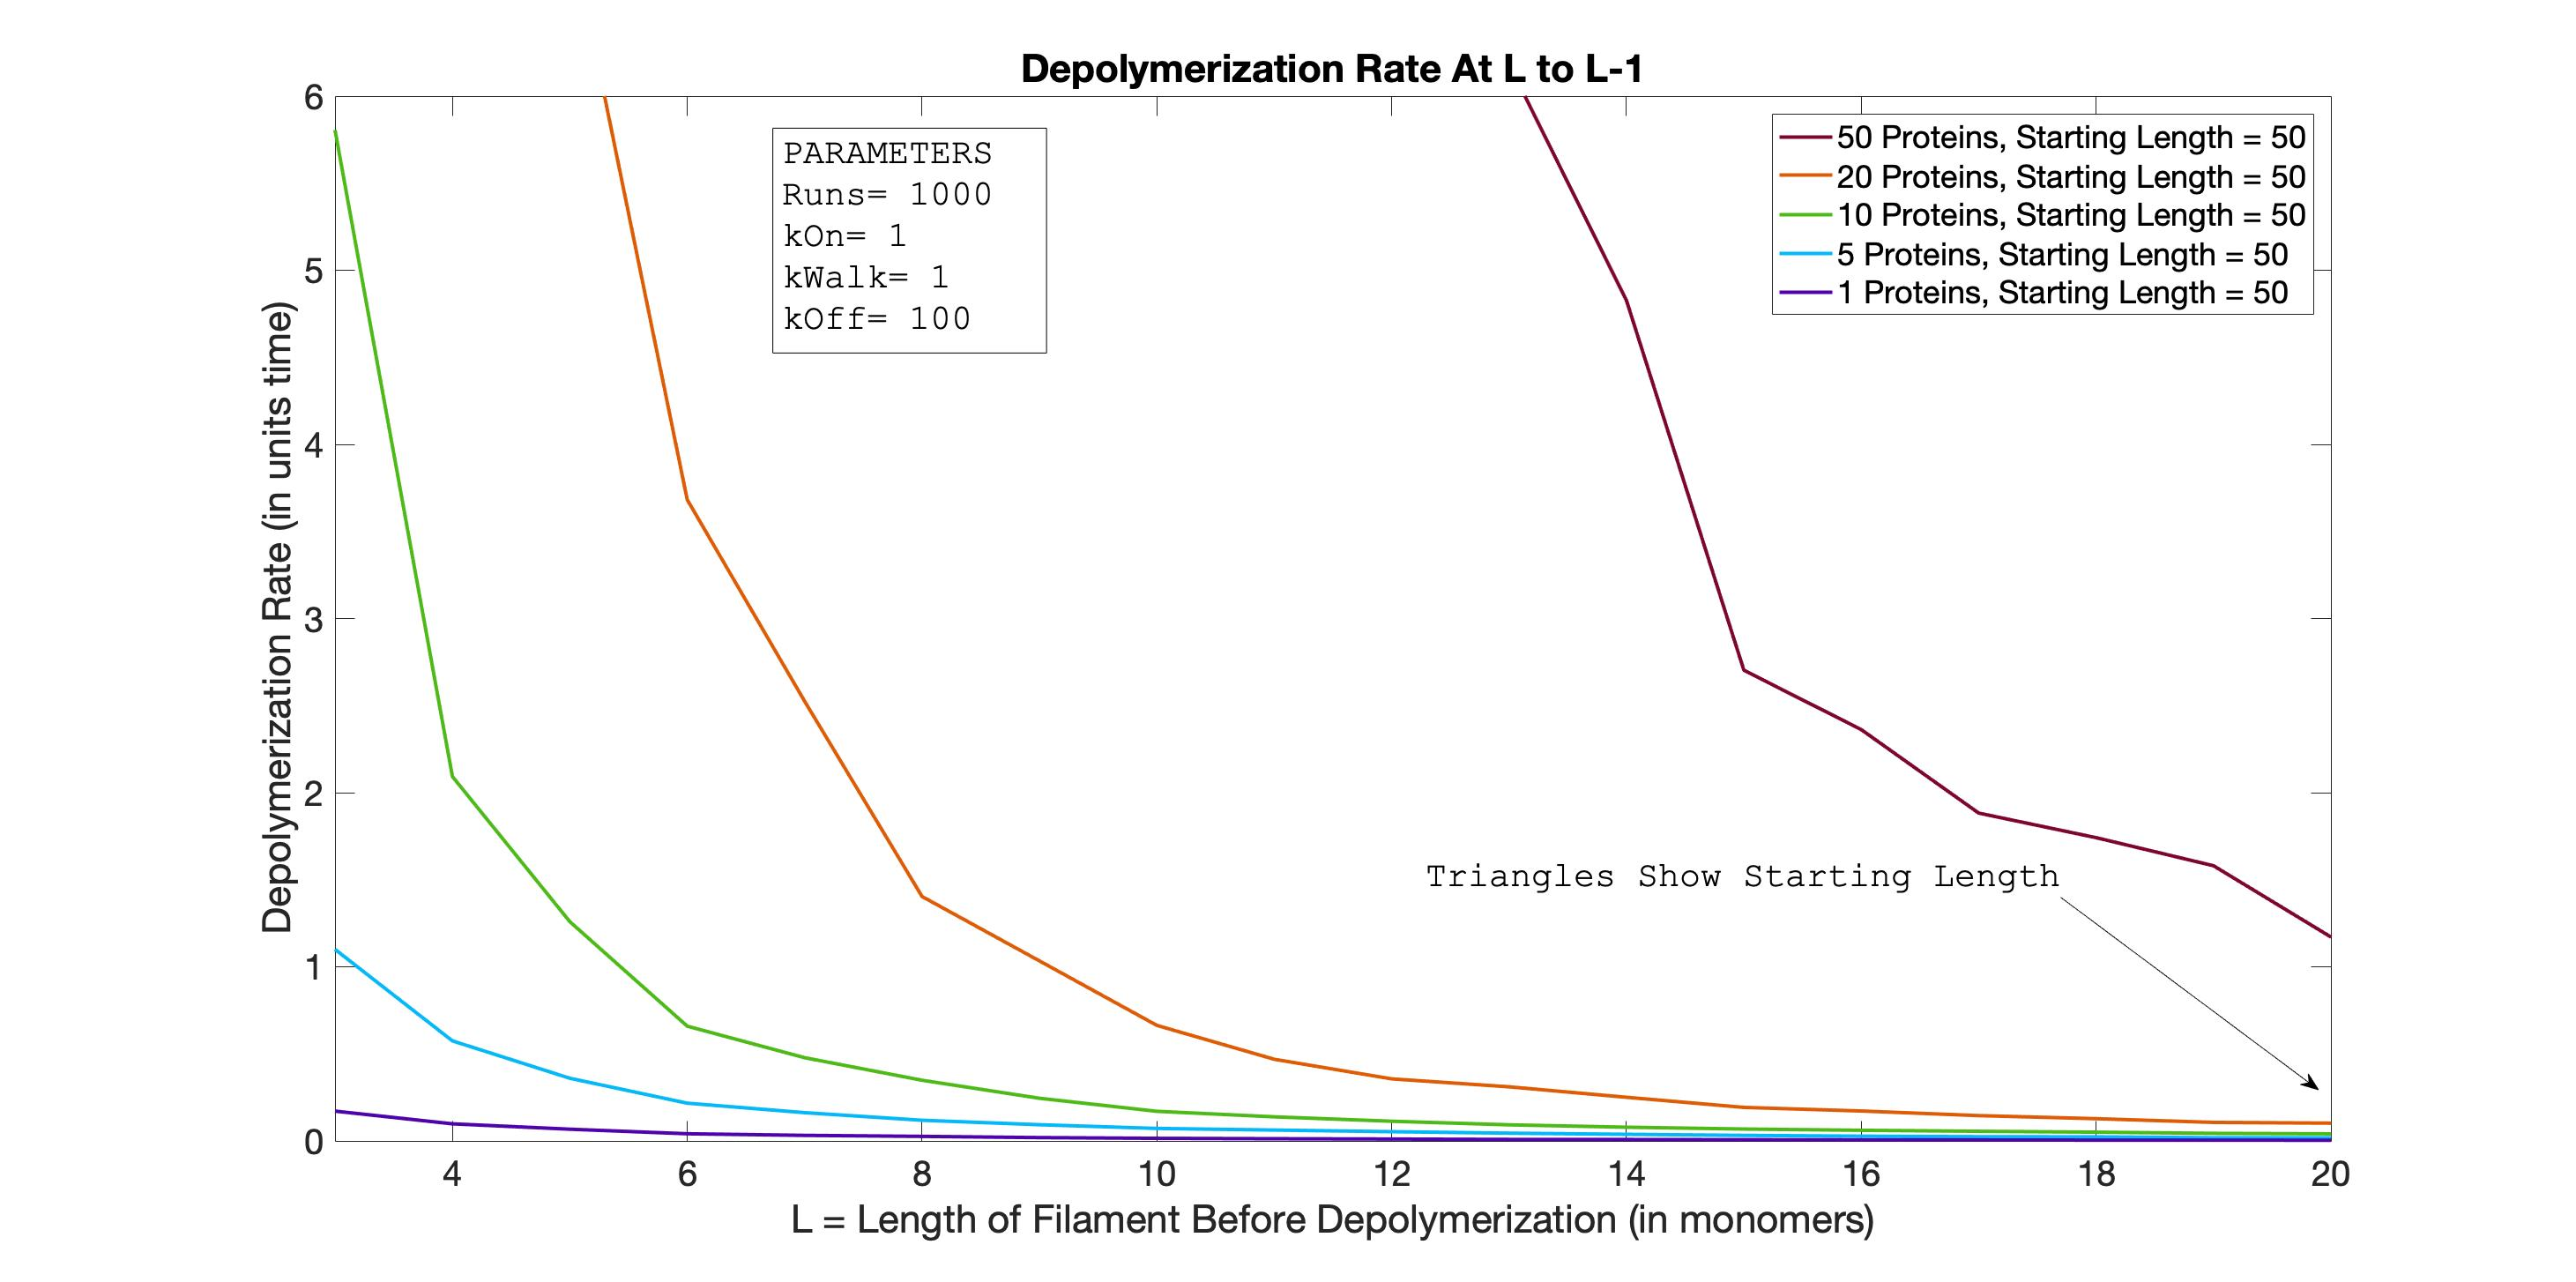 Depolymerization Rate At L to L-1
6
5
4
3
2
1
0
Depolymerization Rate (in units time)
PARAMETERS
Runs= 1000
kOn= 1
kWalk= 1
kOff= 100
50 Proteins, Starting Length = 50
20 Proteins, Starting Length = 50
10 Proteins, Starting Length = 50
5 Proteins, Starting Length = 50
1 Proteins, Starting Length = 50
Triangles Show Starting Length
4 6 8 10 12 14 16 18 20
L = Length of Filament Before Depolymerization (in monomers)